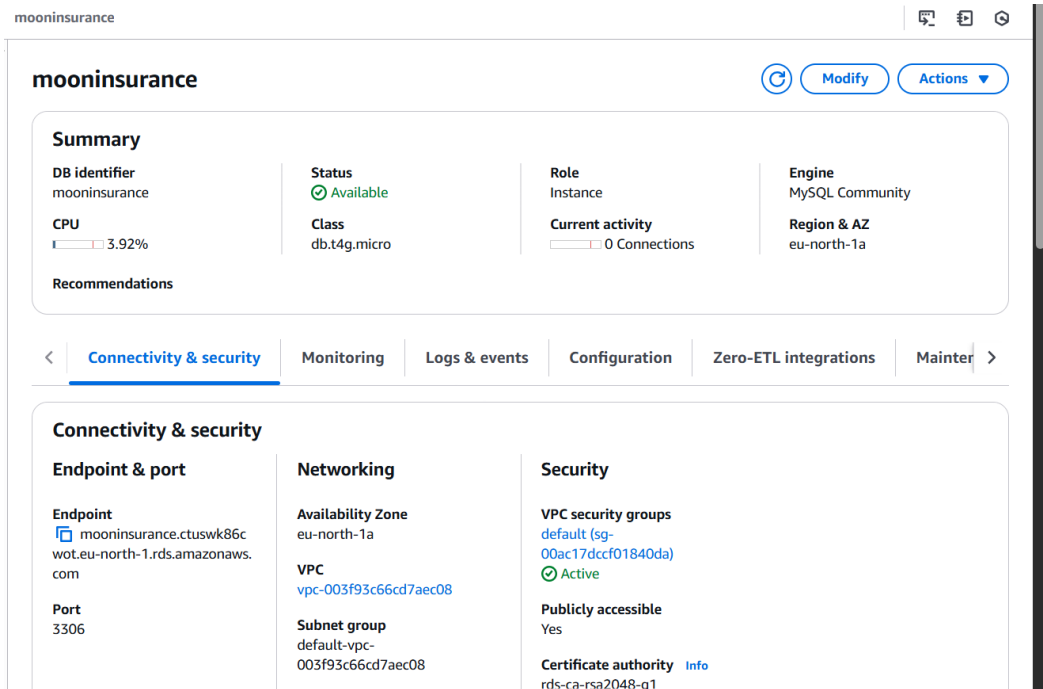 mooninsurance
mooninsurance
Modify
Actions
Summary
DB identifier
mooninsurance
Status
Available
Role
Instance
Engine
MySQL Community
CPU
3.92%
Class
db.t4g.micro
Current activity
0 Connections
Region & AZ
eu-north-1a
Recommendations
Connectivity & security
Monitoring
Logs & events
Configuration
Zero-ETL integrations
Mainter
Connectivity & security
Endpoint & port
Endpoint
mooninsurance.ctuswk86c
wot.eu-north-1.rds.amazonaws.
com
Port
3306
Networking
Availability Zone
eu-north-1a
VPC
vpc-003f93c66cd7aec08
Subnet group
default-vpc-
003f93c66cd7aec08
Security
VPC security groups
default (sg-
00ac17dccf01840da)
Active
Publicly accessible
Yes
Certificate authority Info
rds-ca-rsa2048-g1